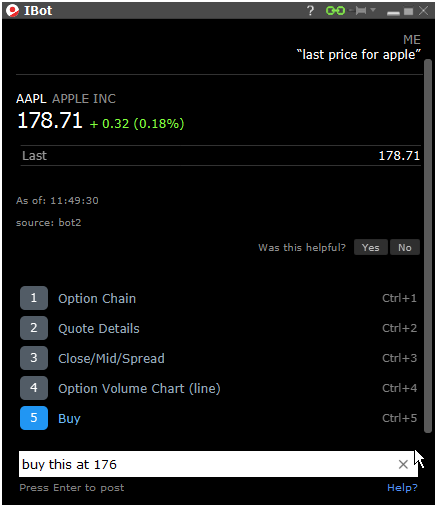 IBot
?
ME
“last price for apple”
AAPL APPLE INC
178.71 + 0.32 (0.18%)
Last 178.71
As of: 11:49:30
source: bot2
Was this helpful? Yes No
1 Option Chain Ctrl+1
2 Quote Details Ctrl+2
3 Close/Mid/Spread Ctrl+3
4 Option Volume Chart (line) Ctrl+4
5 Buy Ctrl+5
buy this at 176
Press Enter to post Help?